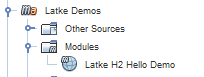 Latke Demos
Other Sources
Modules
Latke H2 Hello Demo